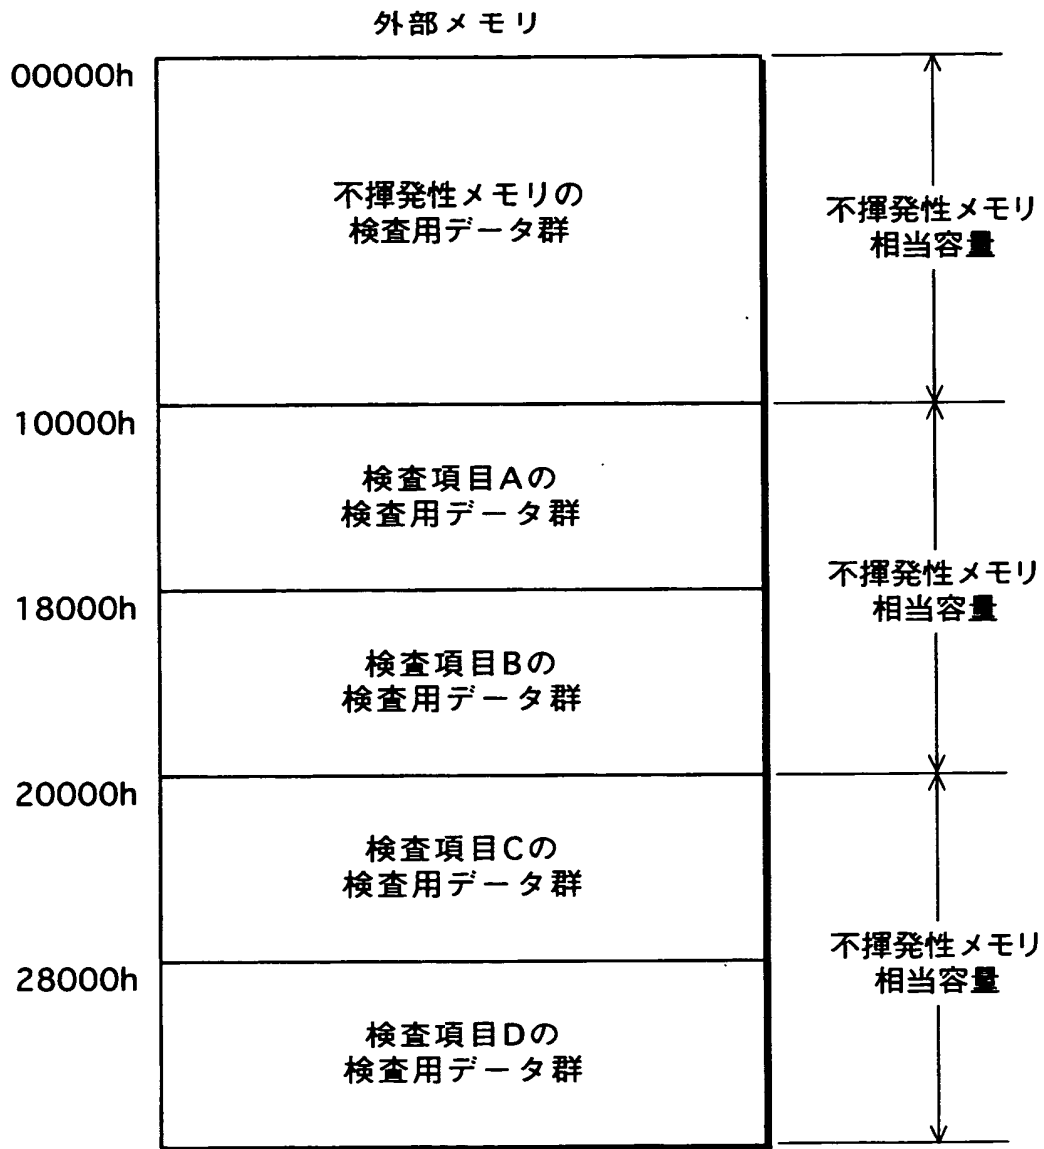 外部メモリ
00000h
不揮発性メモリの
検査用データ群
不揮発性メモリ
相当容量
10000h
検査項目Aの
検査用データ群
18000h
不揮発性メモリ
相当容量
検査項目Bの
検査用データ群
20000h
検査項目Cの
検査用データ群
28000h
不揮発性メモリ
相当容量
検査項目Dの
検査用データ群